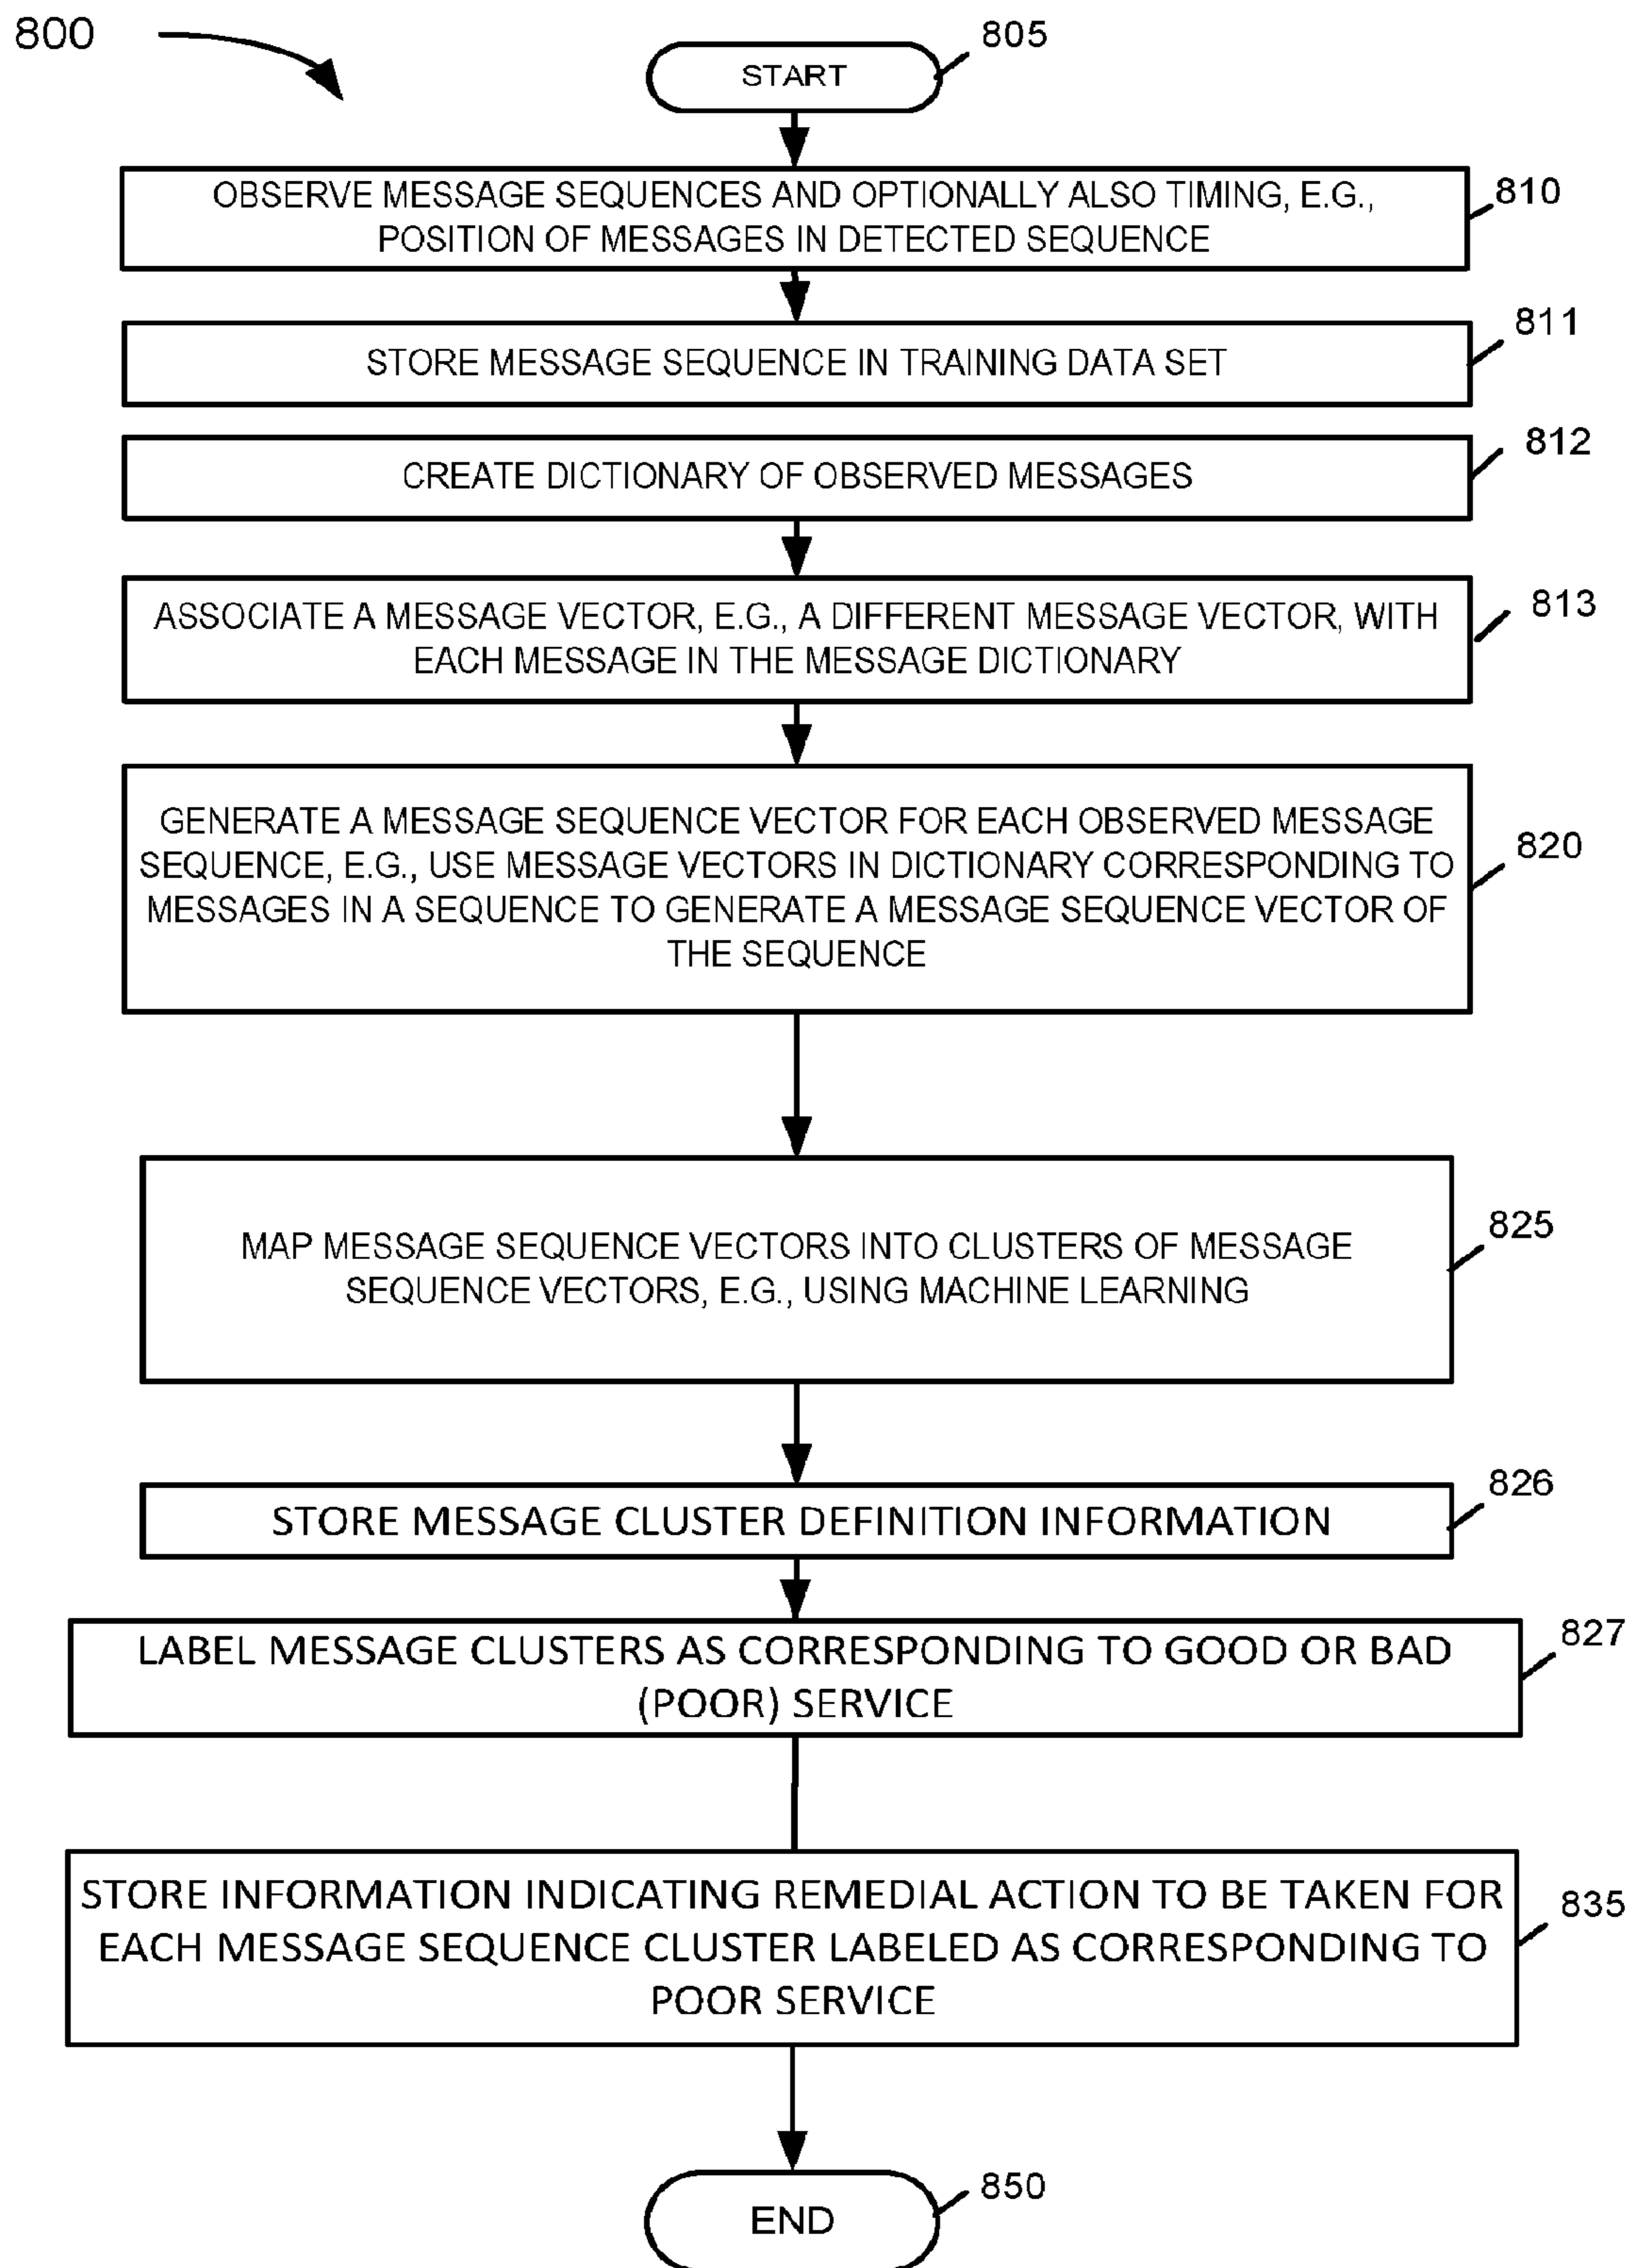 800
805
START
810
OBSERVE MESSAGE SEQUENCES AND OPTIONALLY ALSO TIMING, E.G.,
POSITION OF MESSAGES IN DETECTED SEQUENCE
811
STORE MESSAGE SEQUENCE IN TRAINING DATA SET
812
CREATE DICTIONARY OF OBSERVED MESSAGES
813
ASSOCIATE A MESSAGE VECTOR, E.G., A DIFFERENT MESSAGE VECTOR, WITH
EACH MESSAGE IN THE MESSAGE DICTIONARY
820
GENERATE A MESSAGE SEQUENCE VECTOR FOR EACH OBSERVED MESSAGE
SEQUENCE, E.G., USE MESSAGE VECTORS IN DICTIONARY CORRESPONDING TO
MESSAGES IN A SEQUENCE TO GENERATE A MESSAGE SEQUENCE VECTOR OF
THE SEQUENCE
825
MAP MESSAGE SEQUENCE VECTORS INTO CLUSTERS OF MESSAGE
SEQUENCE VECTORS, E.G., USING MACHINE LEARNING
826
STORE MESSAGE CLUSTER DEFINITION INFORMATION
827
LABEL MESSAGE CLUSTERS AS CORRESPONDING TO GOOD OR BAD
(POOR) SERVICE
835
STORE INFORMATION INDICATING REMEDIAL ACTION TO BE TAKEN FOR
EACH MESSAGE SEQUENCE CLUSTER LABELED AS CORRESPONDING TO
POOR SERVICE
850
END